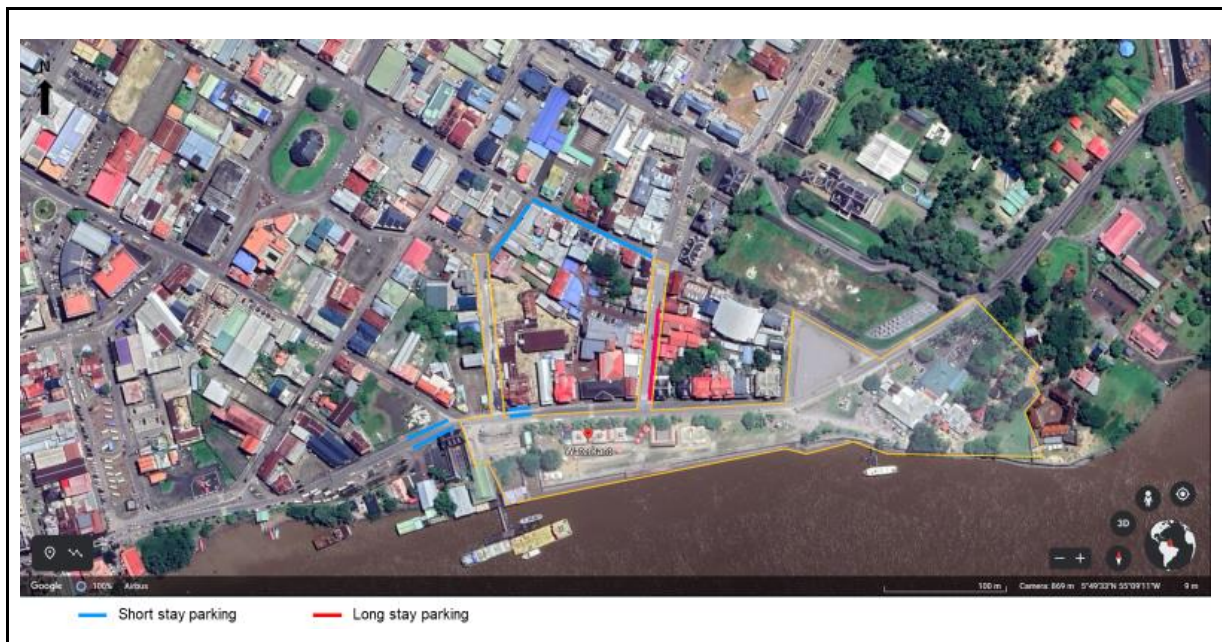 N
Waterkant
3D
Google 100% Airbus 100 m Camera: 869 m 5°49'33"N 55°09'11"W 9 m
Short stay parking Long stay parking